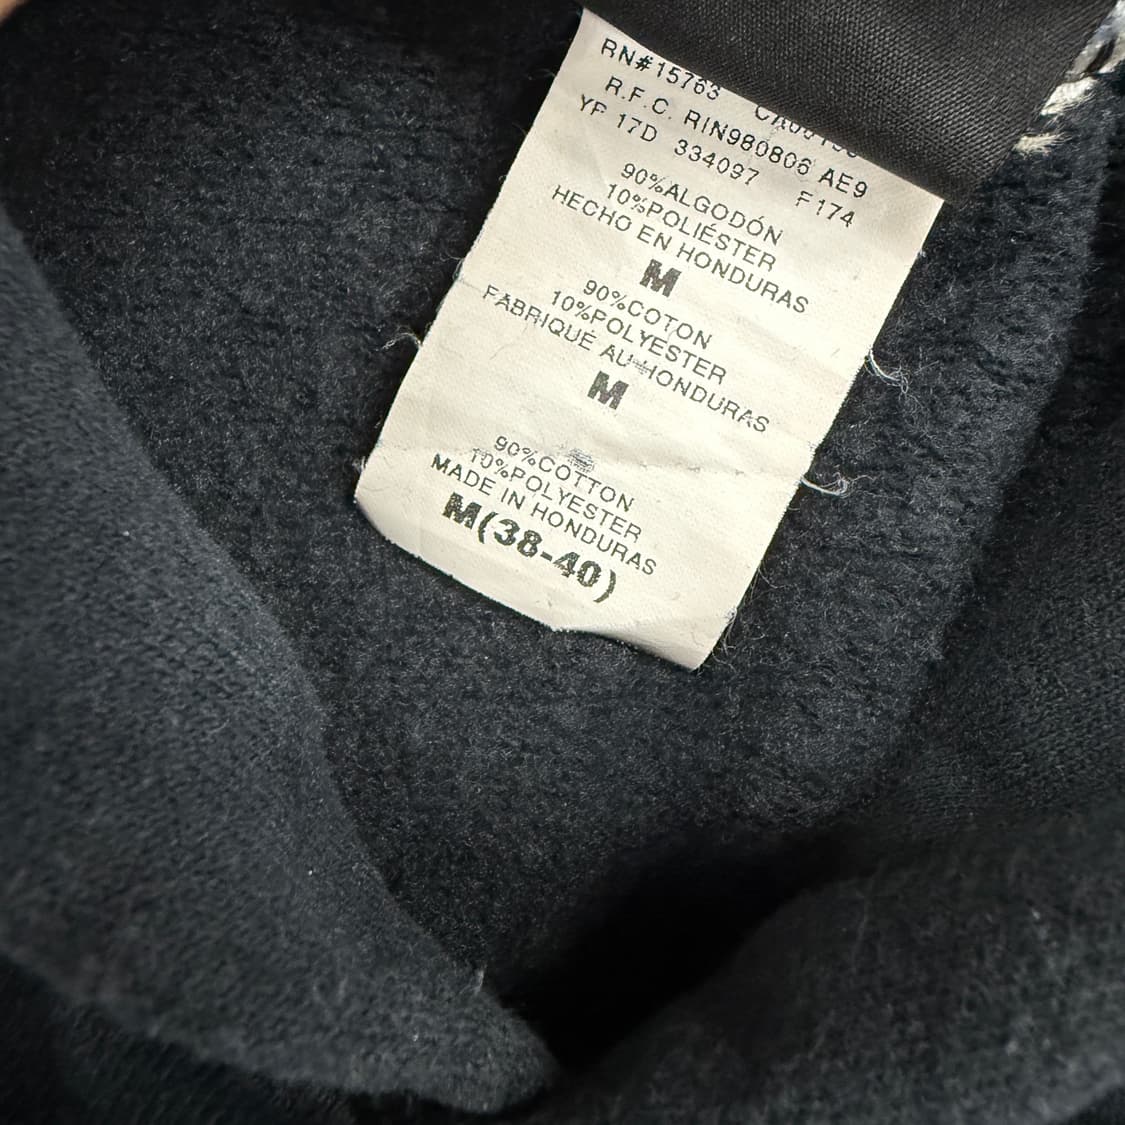 RN#15763
R.F.C. RIN980806 AE9
YF 17D 334097 F174
90%ALGODÓN
10%POLIÉSTER
HECHO EN HONDURAS
M
90%COTON
10%POLYESTER
FABRIQUÉ AU HONDURAS
M
90%COTTON
10%POLYESTER
MADE IN HONDURAS
M(38-40)